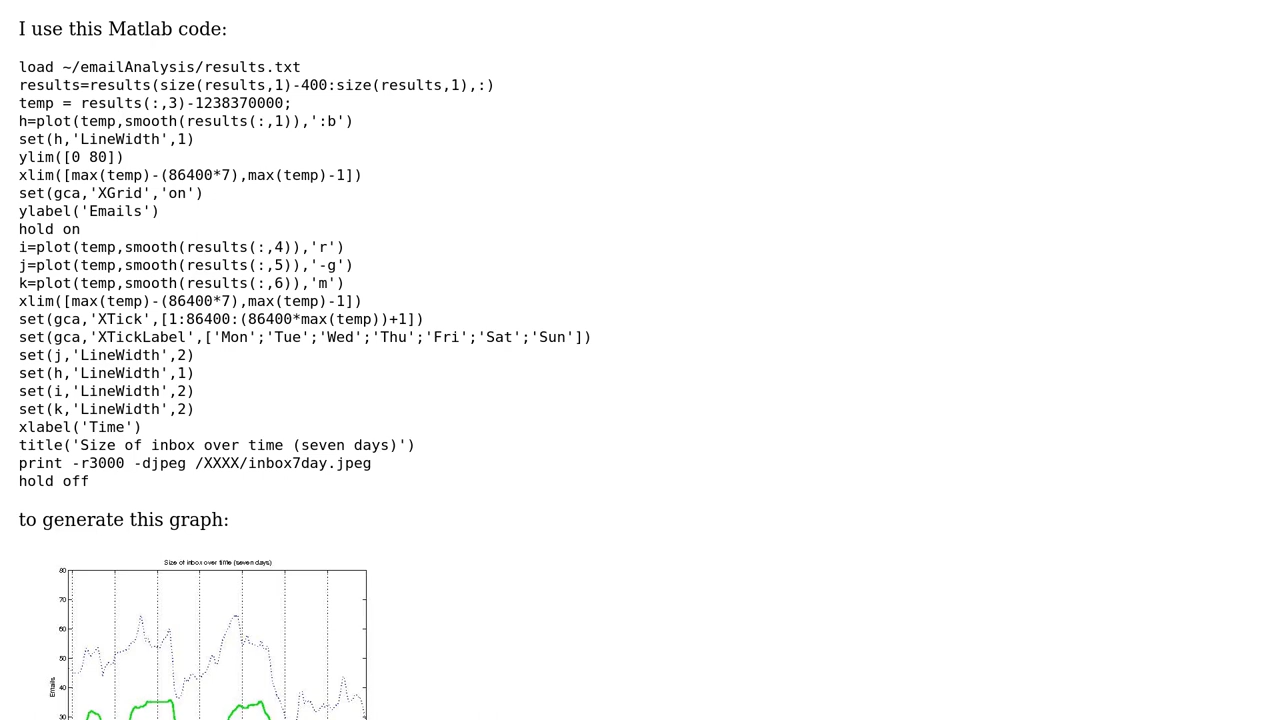 I use this Matlab code:
load ~/emailAnalysis/results.txt
results=results(size(results,1)-400:size(results,1),:)
temp = results(:,3)-1238370000;
h=plot(temp,smooth(results(:,1)),':b')
set(h,'LineWidth',1)
ylim([0 80])
xlim([max(temp)-(86400*7),max(temp)-1])
set(gca,'XGrid','on')
ylabel('Emails')
hold on
i=plot(temp,smooth(results(:,4)),'r')
j=plot(temp,smooth(results(:,5)),'-g')
k=plot(temp,smooth(results(:,6)),'m')
xlim([max(temp)-(86400*7),max(temp)-1])
set(gca,'XTick',[1:86400:(86400*max(temp))+1])
set(gca,'XTickLabel',['Mon';'Tue';'Wed';'Thu';'Fri';'Sat';'Sun'])
set(j,'LineWidth',2)
set(h,'LineWidth',1)
set(i,'LineWidth',2)
set(k,'LineWidth',2)
xlabel('Time')
title('Size of inbox over time (seven days)')
print -r3000 -djpeg /XXXX/inbox7day.jpeg
hold off
to generate this graph:
Size of inbox over time (seven days)
80
70
60
50
40
Emails
30